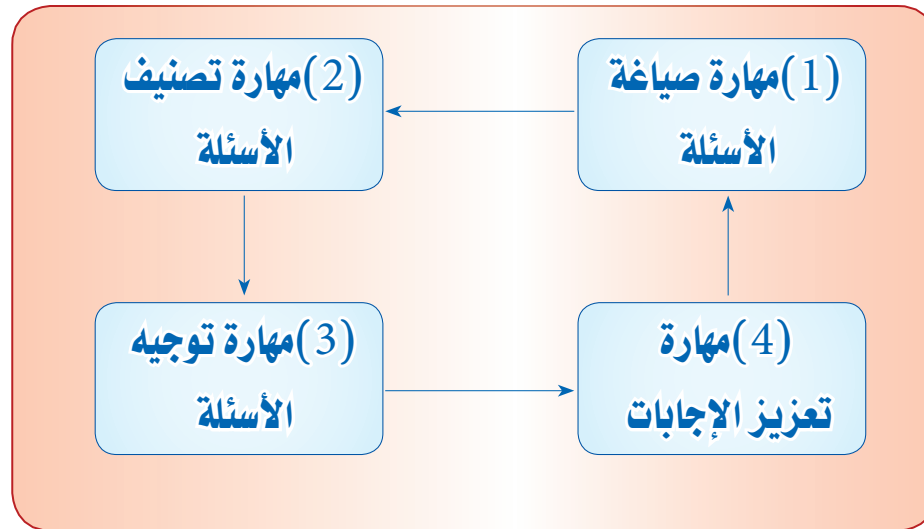 (1)مهارة صياغة
الأسئلة
(2)مهارة تصنيف
الأسئلة
(3)مهارة توجيه
الأسئلة
(4)مهارة
تعزيز الإجابات